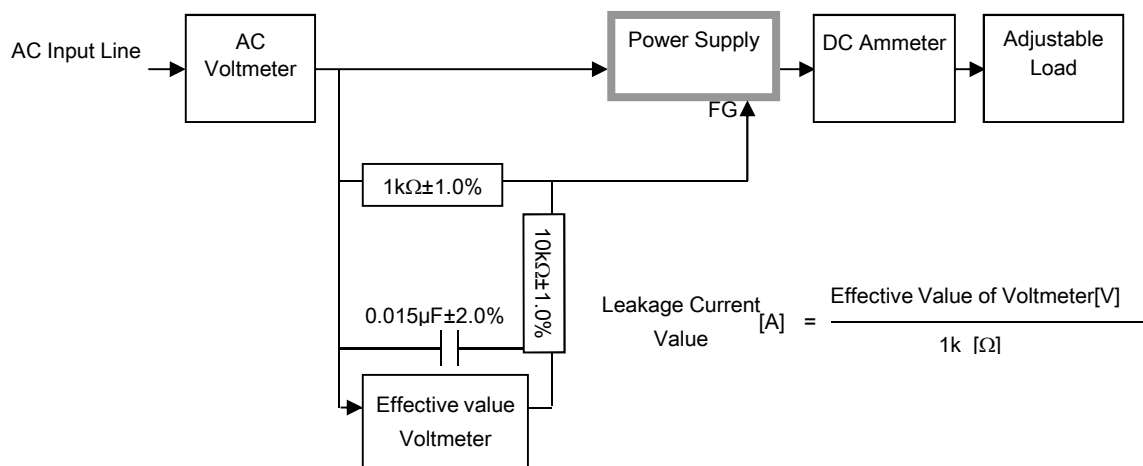 AC Input Line
AC
Voltmeter
Power Supply
FG
DC Ammeter
Adjustable
Load
1kΩ±1.0%
10kΩ±1.0%
0.015µF±2.0%
Effective value
Voltmeter
Leakage Current
Value
[A] =
Effective Value of Voltmeter[V]
1k [Ω]